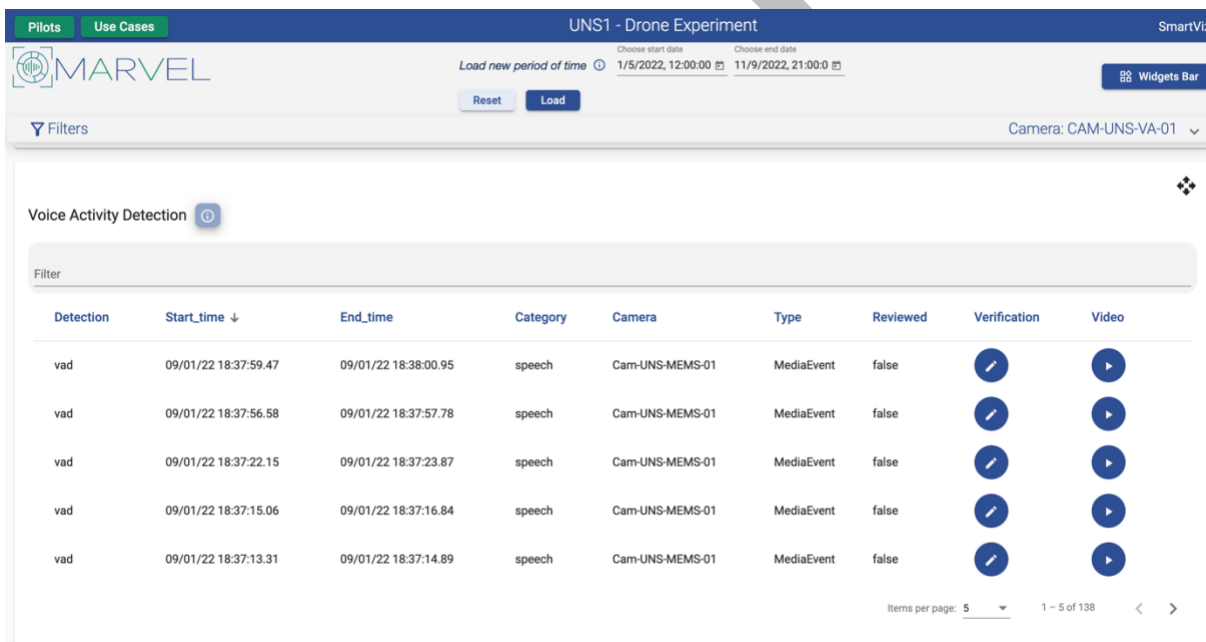 Pilots Use Cases UNS1 - Drone Experiment SmartViz
MARVEL
Choose start date Choose end date
Load new period of time 1/5/2022, 12:00:00 11/9/2022, 21:00:0
Reset Load
Widgets Bar
Filters Camera: CAM-UNS-VA-01
Voice Activity Detection
Filter
Detection Start_time ↓ End_time Category Camera Type Reviewed Verification Video
vad 09/01/22 18:37:59.47 09/01/22 18:38:00.95 speech Cam-UNS-MEMS-01 MediaEvent false
vad 09/01/22 18:37:56.58 09/01/22 18:37:57.78 speech Cam-UNS-MEMS-01 MediaEvent false
vad 09/01/22 18:37:22.15 09/01/22 18:37:23.87 speech Cam-UNS-MEMS-01 MediaEvent false
vad 09/01/22 18:37:15.06 09/01/22 18:37:16.84 speech Cam-UNS-MEMS-01 MediaEvent false
vad 09/01/22 18:37:13.31 09/01/22 18:37:14.89 speech Cam-UNS-MEMS-01 MediaEvent false
Items per page: 5 1 – 5 of 138